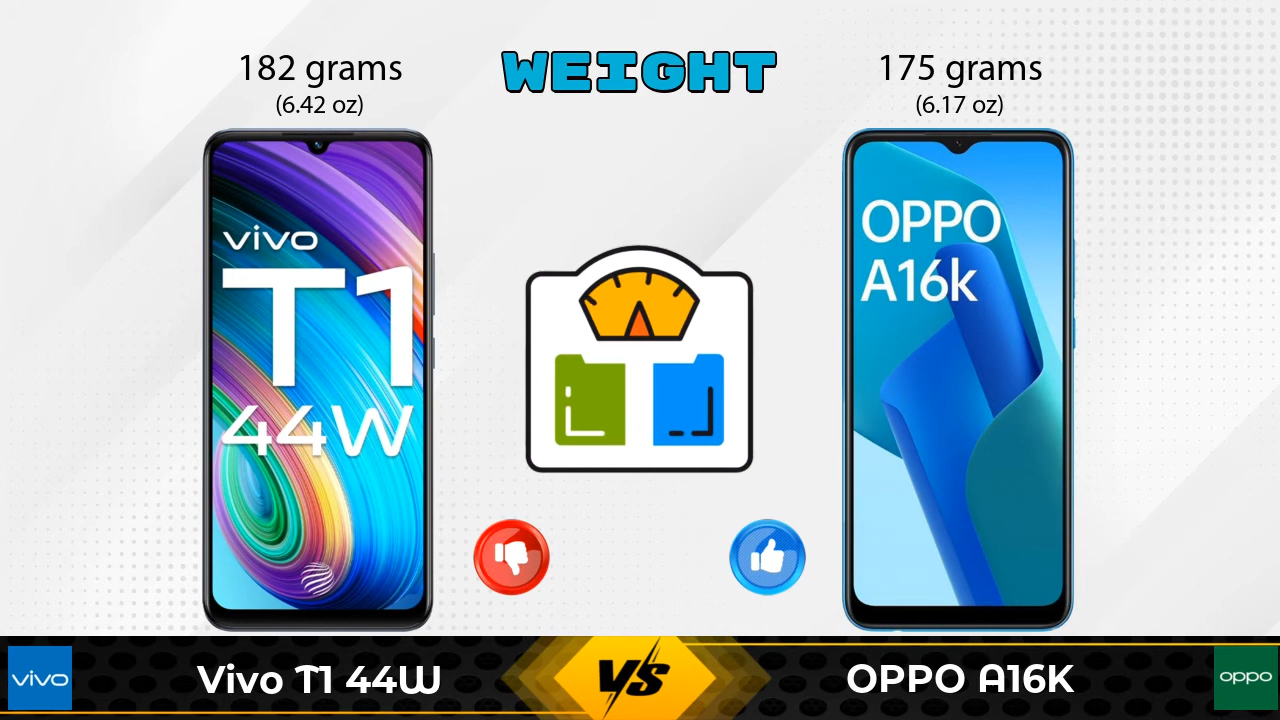 WEIGHT
182 grams
(6.42 oz)
175 grams
(6.17 oz)
vivo
T1
44W
OPPO
A16k
vivo
Vivo T1 44W
VS
OPPO A16K
oppo